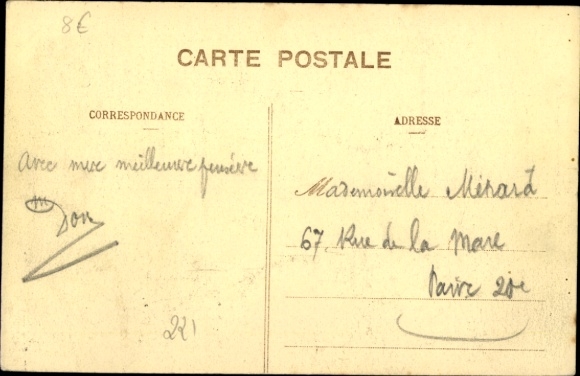 8€
CARTE POSTALE
CORRESPONDANCE
ADRESSE
Avec mes meilleures pensées
Mademoiselle Mérard
67 Rue de la Mare
Paris 20e
221